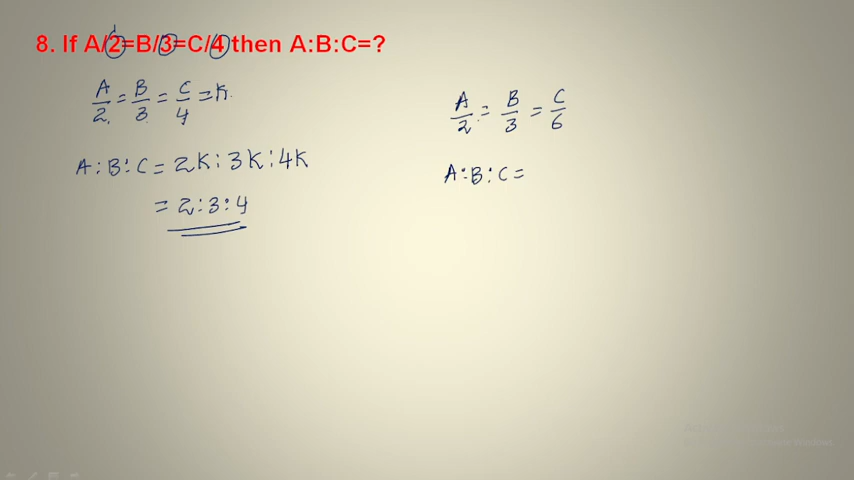 8. If A/2=B/3=C/4 then A:B:C=?
A/2 = B/3 = C/4 = K
A:B:C = 2K:3K:4K
= 2:3:4
A/2 = B/3 = C/6
A:B:C =